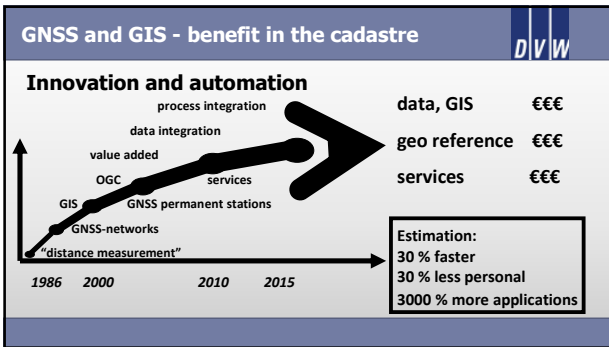 GNSS and GIS - benefit in the cadastre
DVW
Innovation and automation
process integration
data integration
value added
OGC
services
GIS
GNSS permanent stations
GNSS-networks
“distance measurement”
1986 2000 2010 2015
data, GIS €€€
geo reference €€€
services €€€
Estimation:
30 % faster
30 % less personal
3000 % more applications